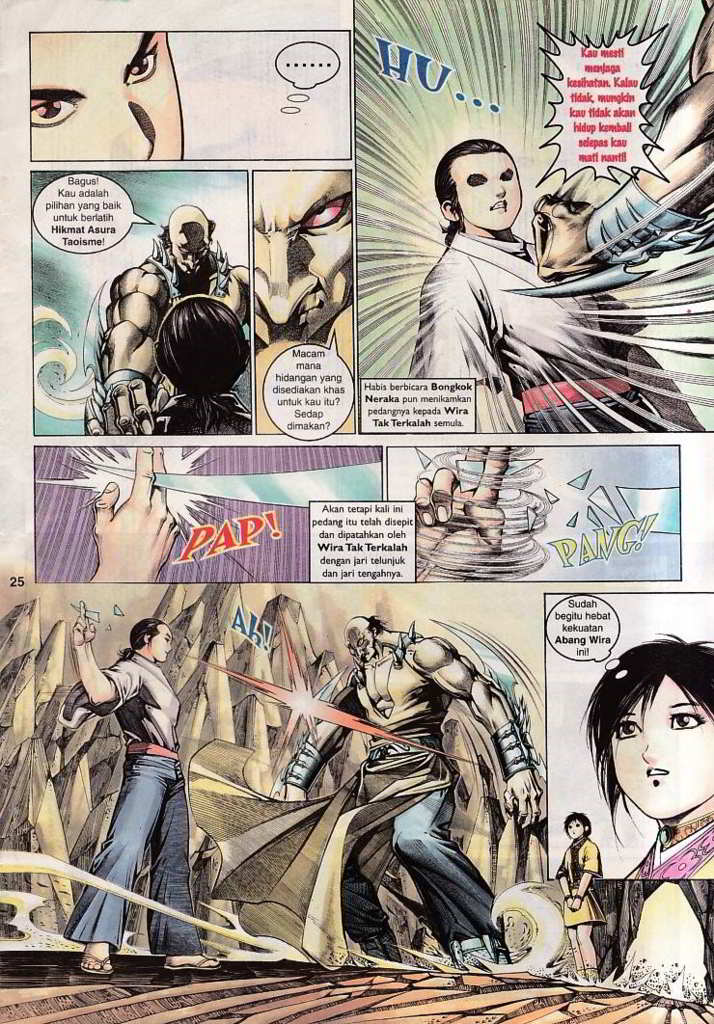 ......
HU...
Kau mesti
menjaga
kesihatan. Kalau
tidak, mungkin
kau tidak akan
hidup kembali
selepas kau
mati nanti!
Bagus!
Kau adalah
pilihan yang baik
untuk berlatih
Hikmat Asura
Taoisme!
Macam
mana
hidangan yang
disediakan khas
untuk kau itu?
Sedap
dimakan?
Habis berbicara Bongkok
Neraka pun menikamkan
pedangnya kepada Wira
Tak Terkalah semula.
PAP!
Akan tetapi kali ini
pedang itu telah disepit
dan dipatahkan oleh
Wira Tak Terkalah
dengan jari telunjuk
dan jari tengahnya.
PANG!
25
AH!
Sudah
begitu hebat
kekuatan
Abang Wira
ini!